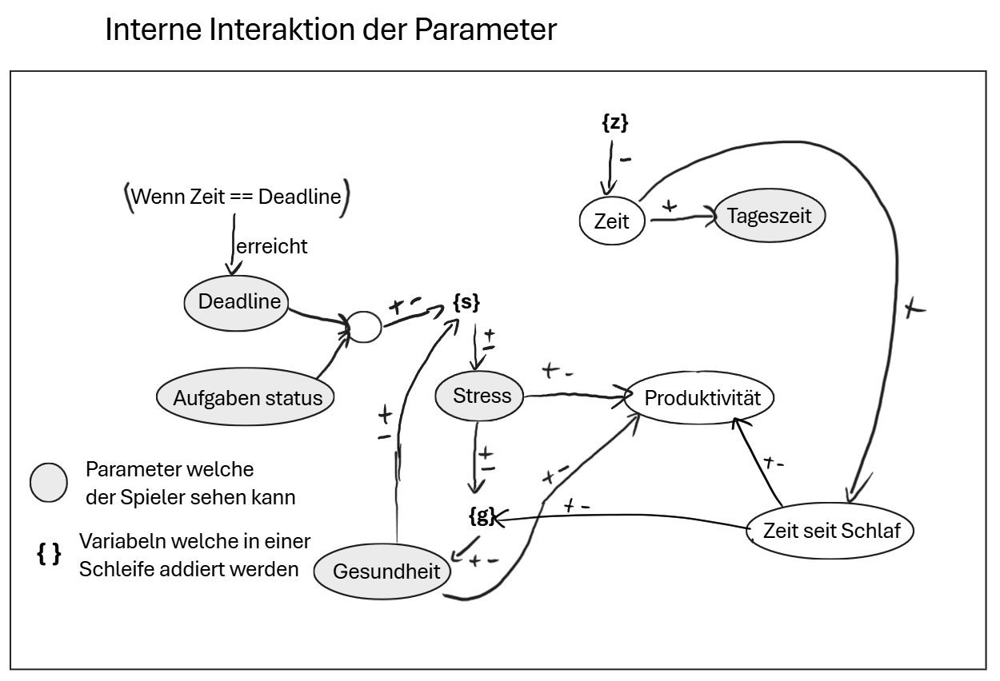 Interne Interaktion der Parameter
{z}
-
(Wenn Zeit == Deadline)
Zeit
+
Tageszeit
erreicht
Deadline
+ -
{s}
+
+
-
Aufgaben status
Stress
+ -
Produktivität
+
-
+
-
+ -
+ -
Parameter welche
der Spieler sehen kann
{g}
+ -
Zeit seit Schlaf
{ }
Variabeln welche in einer
Schleife addiert werden
+ -
Gesundheit